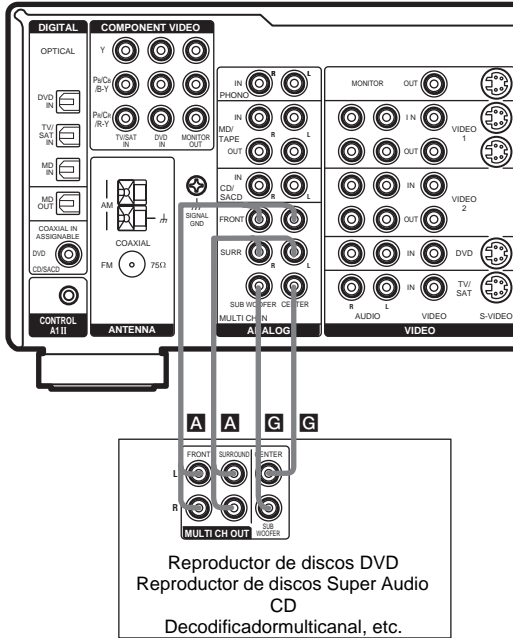 DIGITAL
COMPONENT VIDEO
OPTICAL
Y
PB/CB
/B-Y
PR/CR
/R-Y
TV/SAT
IN
DVD
IN
MONITOR
OUT
DVD
IN
TV/
SAT
IN
MD
IN
MD
OUT
COAXIAL IN
ASSIGNABLE
DVD
CD/SACD
CONTROL
A1 II
AM
COAXIAL
FM
75Ω
ANTENNA
SIGNAL
GND
IN
R
L
PHONO
IN
MD/
TAPE
R
L
OUT
IN
CD/
SACD
R
L
FRONT
SURR
R
L
SUB WOOFER
CENTER
MULTI CH IN
ANALOG
MONITOR
OUT
IN
VIDEO
1
OUT
IN
VIDEO
2
OUT
IN
DVD
IN
TV/
SAT
R
L
AUDIO
VIDEO
S-VIDEO
VIDEO
A
A
G
G
FRONT
SURROUND
CENTER
L
R
MULTI CH OUT
SUB
WOOFER
Reproductor de discos DVD
Reproductor de discos Super Audio
CD
Decodificadormulticanal, etc.